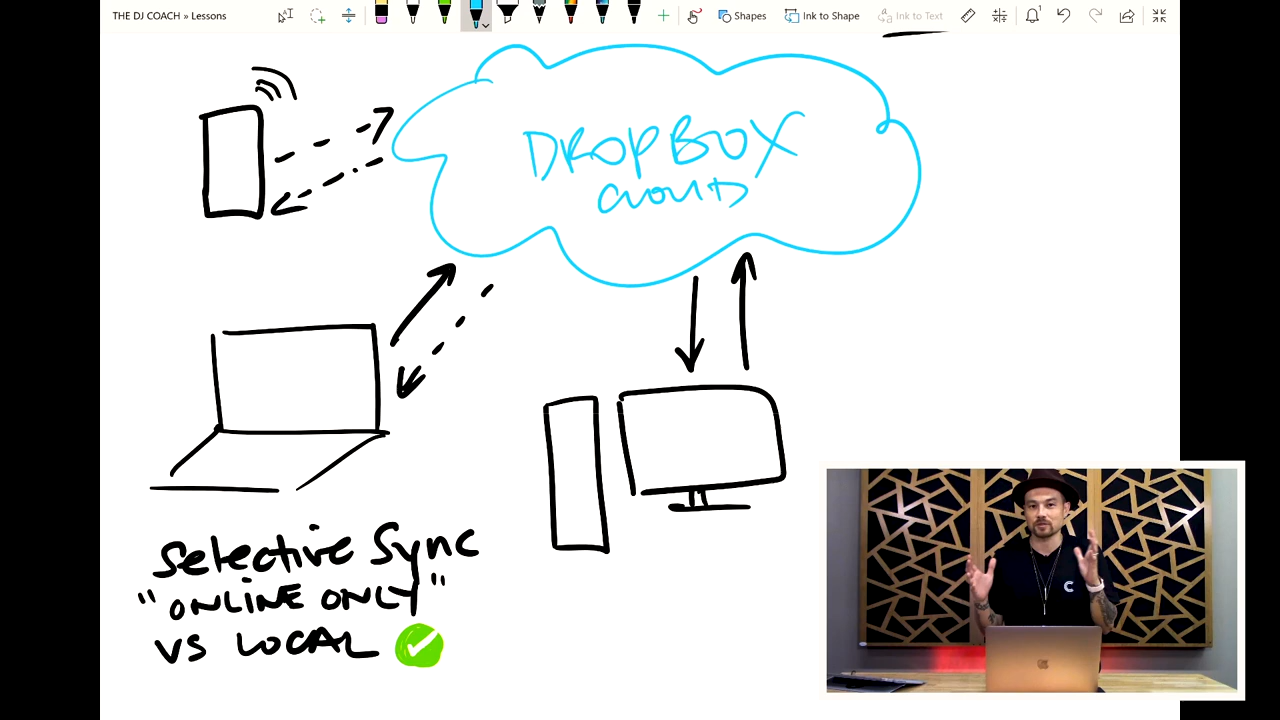 THE DJ COACH » Lessons
Shapes
Ink to Shape
Ink to Text
DROPBOX
CLOUD
Selective Sync
"ONLINE ONLY"
VS LOCAL
C